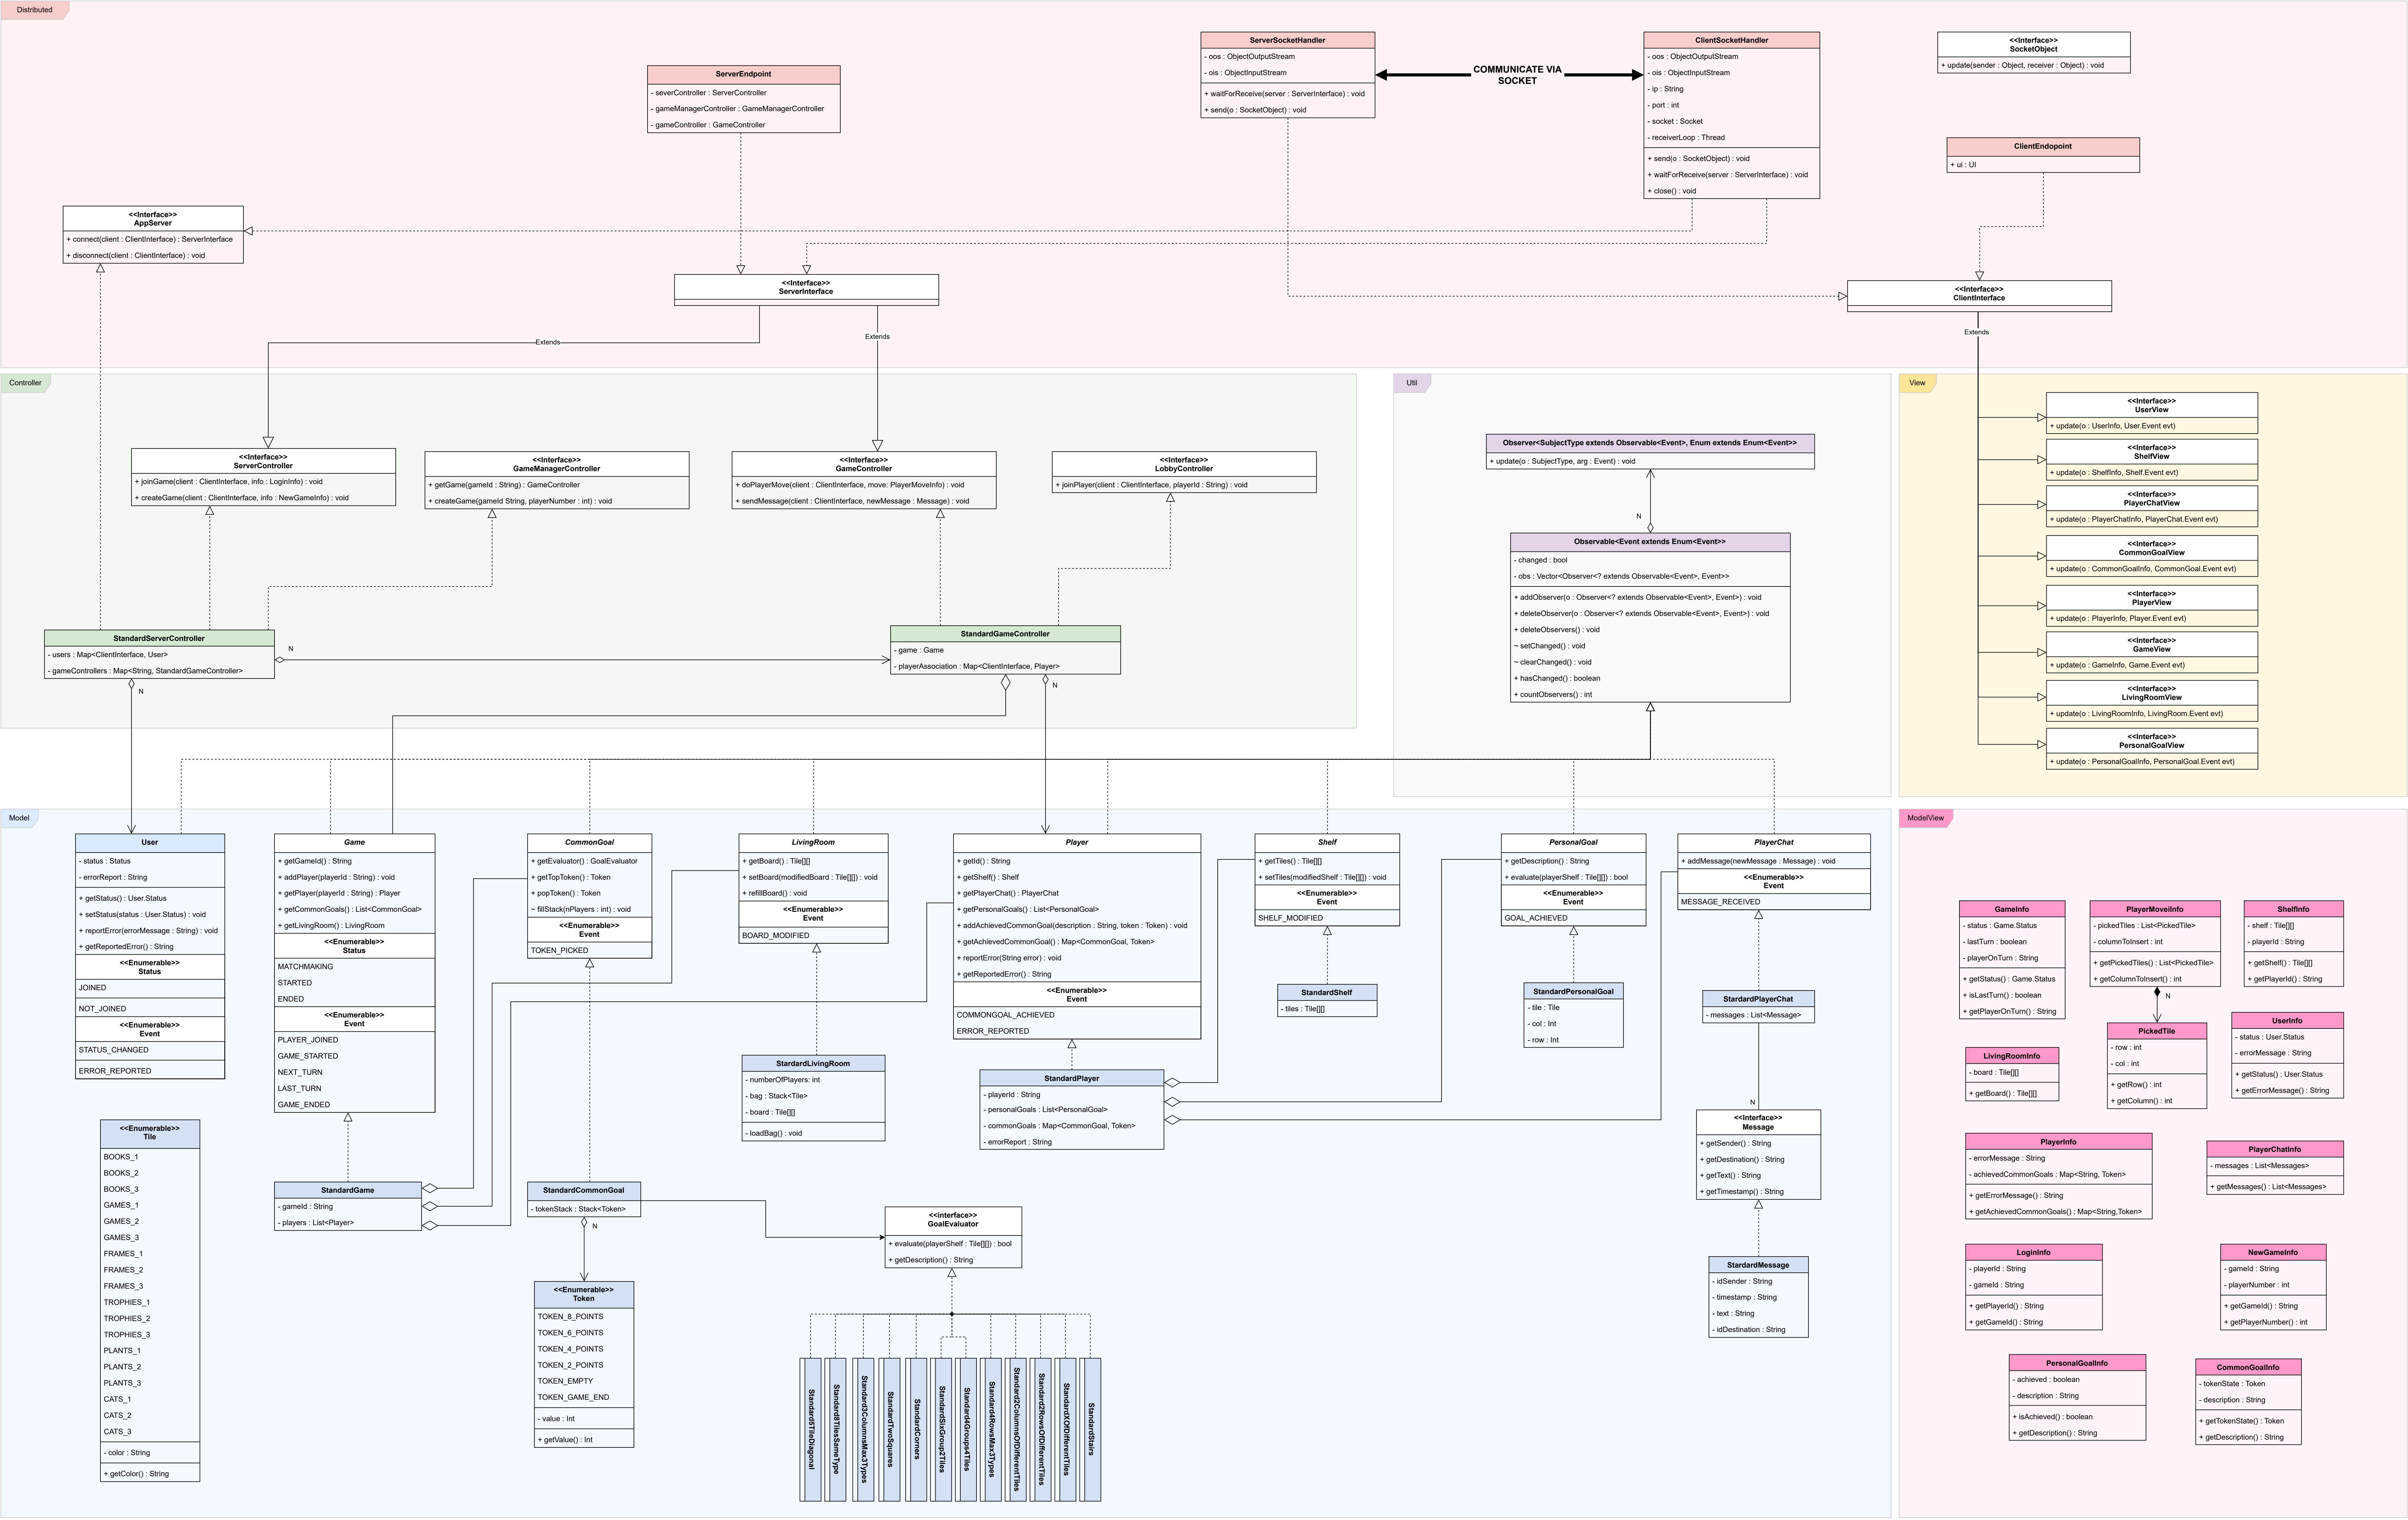 Distributed
ServerSocketHandler
- oos : ObjectOutputStream
- ois : ObjectInputStream
+ waitForReceive(server : ServerInterface) : void
+ send(o : SocketObject) : void
COMMUNICATE VIA
SOCKET
ClientSocketHandler
- oos : ObjectOutputStream
- ois : ObjectInputStream
- ip : String
- port : int
- socket : Socket
- receiverLoop : Thread
+ send(o : SocketObject) : void
+ waitForReceive(server : ServerInterface) : void
+ close() : void
<<Interface>>
SocketObject
+ update(sender : Object, receiver : Object) : void
ServerEndpoint
- severController : ServerController
- gameManagerController : GameManagerController
- gameController : GameController
ClientEndopoint
+ ui : UI
<<Interface>>
AppServer
+ connect(client : ClientInterface) : ServerInterface
+ disconnect(client : ClientInterface) : void
<<Interface>>
ServerInterface
<<Interface>>
ClientInterface
Extends
Extends
Extends
Controller
<<Interface>>
ServerController
+ joinGame(client : ClientInterface, info : LoginInfo) : void
+ createGame(client : ClientInterface, info : NewGameInfo) : void
<<Interface>>
GameManagerController
+ getGame(gameId : String) : GameController
+ createGame(gameId String, playerNumber : int) : void
<<Interface>>
GameController
+ doPlayerMove(client : ClientInterface, move: PlayerMoveInfo) : void
+ sendMessage(client : ClientInterface, newMessage : Message) : void
<<Interface>>
LobbyController
+ joinPlayer(client : ClientInterface, playerId : String) : void
StandardServerController
- users : Map<ClientInterface, User>
- gameControllers : Map<String, StandardGameController>
N
N
StandardGameController
- game : Game
- playerAssociation : Map<ClientInterface, Player>
N
Util
Observer<SubjectType extends Observable<Event>, Enum extends Enum<Event>>
+ update(o : SubjectType, arg : Event) : void
N
Observable<Event extends Enum<Event>>
- changed : bool
- obs : Vector<Observer<? extends Observable<Event>, Event>>
+ addObserver(o : Observer<? extends Observable<Event>, Event>) : void
+ deleteObserver(o : Observer<? extends Observable<Event>, Event>) : void
+ deleteObservers() : void
~ setChanged() : void
~ clearChanged() : void
+ hasChanged() : boolean
+ countObservers() : int
View
<<Interface>>
UserView
+ update(o : UserInfo, User.Event evt)
<<Interface>>
ShelfView
+ update(o : ShelfInfo, Shelf.Event evt)
<<Interface>>
PlayerChatView
+ update(o : PlayerChatInfo, PlayerChat.Event evt)
<<Interface>>
CommonGoalView
+ update(o : CommonGoalInfo, CommonGoal.Event evt)
<<Interface>>
PlayerView
+ update(o : PlayerInfo, Player.Event evt)
<<Interface>>
GameView
+ update(o : GameInfo, Game.Event evt)
<<Interface>>
LivingRoomView
+ update(o : LivingRoomInfo, LivingRoom.Event evt)
<<Interface>>
PersonalGoalView
+ update(o : PersonalGoalInfo, PersonalGoal.Event evt)
Model
User
- status : Status
- errorReport : String
+ getStatus() : User.Status
+ setStatus(status : User.Status) : void
+ reportError(errorMessage : String) : void
+ getReportedError() : String
<<Enumerable>>
Status
JOINED
NOT_JOINED
<<Enumerable>>
Event
STATUS_CHANGED
ERROR_REPORTED
Game
+ getGameId() : String
+ addPlayer(playerId : String) : void
+ getPlayer(playerId : String) : Player
+ getCommonGoals() : List<CommonGoal>
+ getLivingRoom() : LivingRoom
<<Enumerable>>
Status
MATCHMAKING
STARTED
ENDED
<<Enumerable>>
Event
PLAYER_JOINED
GAME_STARTED
NEXT_TURN
LAST_TURN
GAME_ENDED
CommonGoal
+ getEvaluator() : GoalEvaluator
+ getTopToken() : Token
+ popToken() : Token
~ fillStack(nPlayers : int) : void
<<Enumerable>>
Event
TOKEN_PICKED
LivingRoom
+ getBoard() : Tile[][]
+ setBoard(modifiedBoard : Tile[][]) : void
+ refillBoard() : void
<<Enumerable>>
Event
BOARD_MODIFIED
Player
+ getId() : String
+ getShelf() : Shelf
+ getPlayerChat() : PlayerChat
+ getPersonalGoals() : List<PersonalGoal>
+ addAchievedCommonGoal(description : String, token : Token) : void
+ getAchievedCommonGoal() : Map<CommonGoal, Token>
+ reportError(String error) : void
+ getReportedError() : String
<<Enumerable>>
Event
COMMONGOAL_ACHIEVED
ERROR_REPORTED
Shelf
+ getTiles() : Tile[][]
+ setTiles(modifiedShelf : Tile[][]) : void
<<Enumerable>>
Event
SHELF_MODIFIED
PersonalGoal
+ getDescription() : String
+ evaluate(playerShelf : Tile[][]) : bool
<<Enumerable>>
Event
GOAL_ACHIEVED
PlayerChat
+ addMessage(newMessage : Message) : void
<<Enumerable>>
Event
MESSAGE_RECEIVED
StandardShelf
- tiles : Tile[][]
StandardPersonalGoal
- tile : Tile
- col : Int
- row : Int
StardardPlayerChat
- messages : List<Message>
StardardLivingRoom
- numberOfPlayers: int
- bag : Stack<Tile>
- board : Tile[][]
- loadBag() : void
StandardPlayer
- playerId : String
- personalGoals : List<PersonalGoal>
- commonGoals : Map<CommonGoal, Token>
- errorReport : String
N
<<Interface>>
Message
+ getSender() : String
+ getDestination() : String
+ getText() : String
+ getTimestamp() : String
StardardMessage
- idSender : String
- timestamp : String
- text : String
- idDestination : String
<<Enumerable>>
Tile
BOOKS_1
BOOKS_2
BOOKS_3
GAMES_1
GAMES_2
GAMES_3
FRAMES_1
FRAMES_2
FRAMES_3
TROPHIES_1
TROPHIES_2
TROPHIES_3
PLANTS_1
PLANTS_2
PLANTS_3
CATS_1
CATS_2
CATS_3
- color : String
+ getColor() : String
StandardGame
- gameId : String
- players : List<Player>
StandardCommonGoal
- tokenStack : Stack<Token>
N
<<Enumerable>>
Token
TOKEN_8_POINTS
TOKEN_6_POINTS
TOKEN_4_POINTS
TOKEN_2_POINTS
TOKEN_EMPTY
TOKEN_GAME_END
- value : Int
+ getValue() : Int
<<interface>>
GoalEvaluator
+ evaluate(playerShelf : Tile[][]) : bool
+ getDescription() : String
Standard5TileDiagonal
Standard8TilesSameType
Standard3ColumnsMax3Types
StandardTwoSquares
StandardCorners
StandardSixGroup2Tiles
Standard4Groups4Tiles
Standard4RowsMax3Types
Standard2ColumnsOfDifferentTiles
Standard2RowsOfDifferentTiles
StandardXOfDifferentTiles
StandardStairs
ModelView
GameInfo
- status : Game.Status
- lastTurn : boolean
- playerOnTurn : String
+ getStatus() : Game.Status
+ isLastTurn() : boolean
+ getPlayerOnTurn() : String
PlayerMoveiInfo
- pickedTiles : List<PickedTile>
- columnToInsert : int
+ getPickedTiles() : List<PickedTile>
+ getColumnToInsert() : int
N
ShelfInfo
- shelf : Tile[][]
- playerId : String
+ getShelf() : Tile[][]
+ getPlayerId() : String
LivingRoomInfo
- board : Tile[][]
+ getBoard() : Tile[][]
PickedTile
- row : int
- col : int
+ getRow() : int
+ getColumn() : int
UserInfo
- status : User.Status
- errorMessage : String
+ getStatus() : User.Status
+ getErrorMessage() : String
PlayerInfo
- errorMessage : String
- achievedCommonGoals : Map<String, Token>
+ getErrorMessage() : String
+ getAchievedCommonGoals() : Map<String,Token>
PlayerChatInfo
- messages : List<Messages>
+ getMessages() : List<Messages>
LoginInfo
- playerId : String
- gameId : String
+ getPlayerId() : String
+ getGameId() : String
NewGameInfo
- gameId : String
- playerNumber : int
+ getGameId() : String
+ getPlayerNumber() : int
PersonalGoalInfo
- achieved : boolean
- description : String
+ isAchieved() : boolean
+ getDescription() : String
CommonGoalInfo
- tokenState : Token
- description : String
+ getTokenState() : Token
+ getDescription() : String